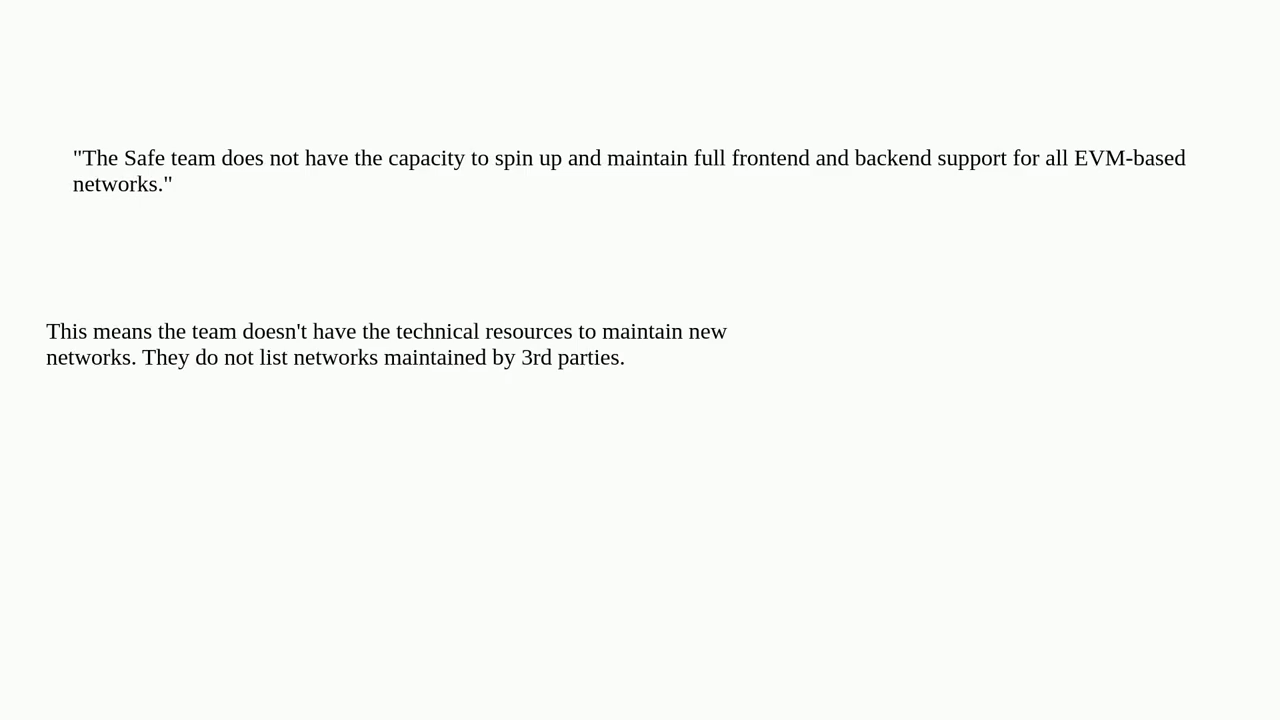 "The Safe team does not have the capacity to spin up and maintain full frontend and backend support for all EVM-based
networks."
This means the team doesn't have the technical resources to maintain new
networks. They do not list networks maintained by 3rd parties.